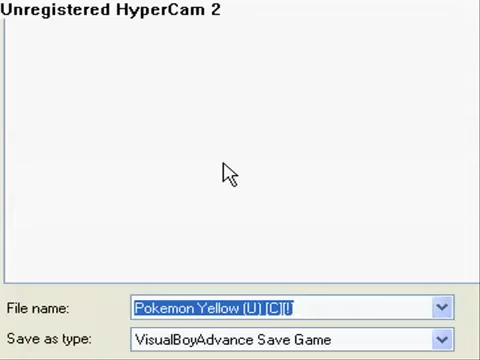 Unregistered HyperCam 2
File name: Pokemon Yellow (U) [C][!]
Save as type: VisualBoyAdvance Save Game